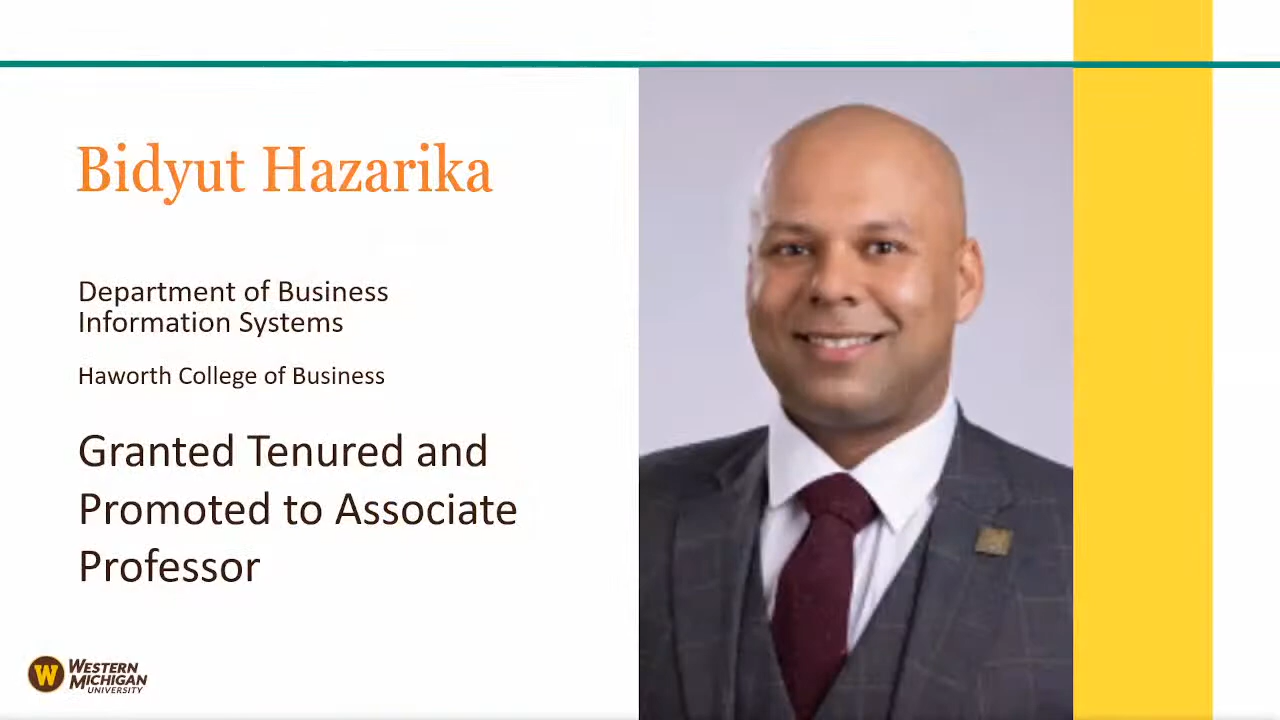 Bidyut Hazarika
Department of Business
Information Systems
Haworth College of Business
Granted Tenured and
Promoted to Associate
Professor
W
WESTERN
MICHIGAN
UNIVERSITY